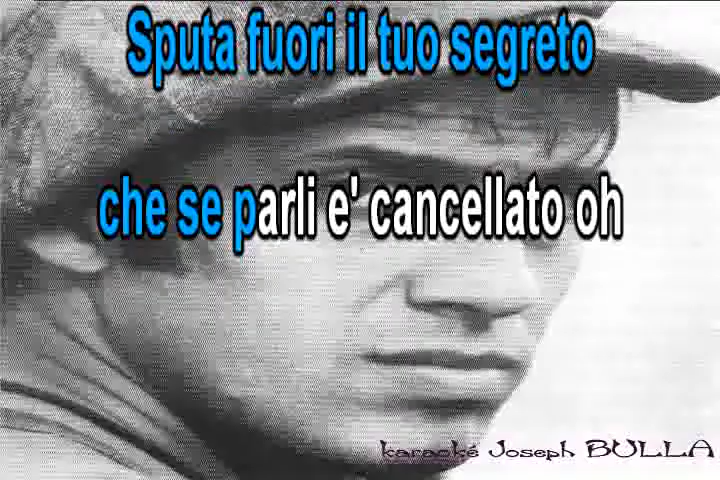 Sputa fuori il tuo segreto
che se parli e' cancellato oh
karaoké Joseph BULLA